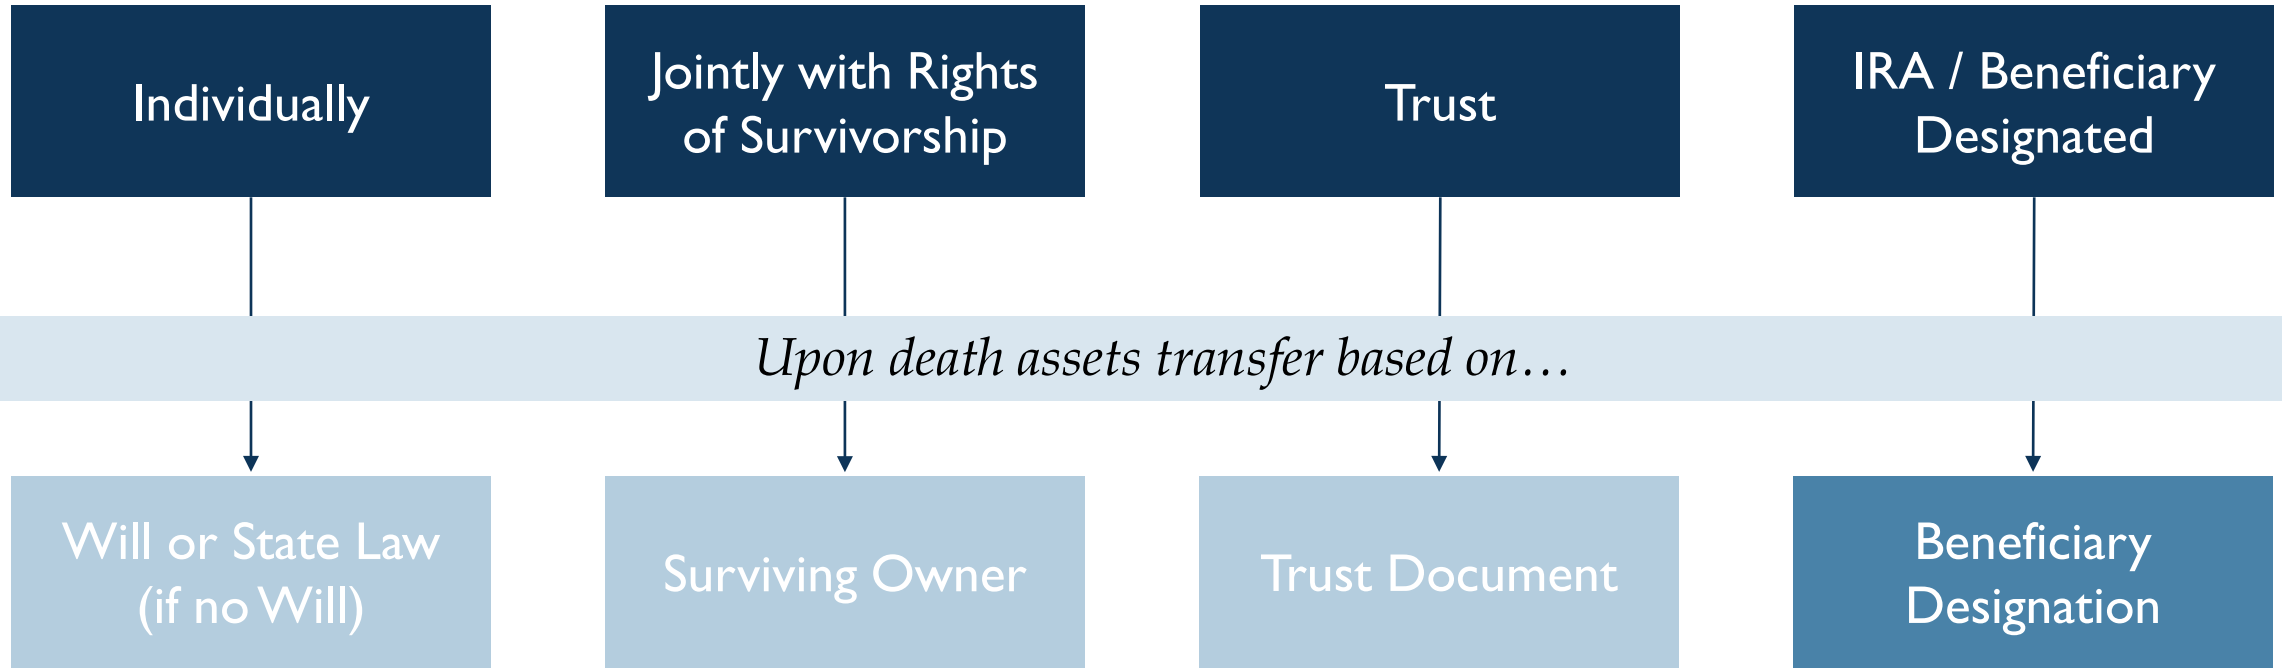 Individually
Jointly with Rights
of Survivorship
Trust
IRA / Beneficiary
Designated
Upon death assets transfer based on…
Will or State Law
(if no Will)
Surviving Owner
Trust Document
Beneficiary
Designation